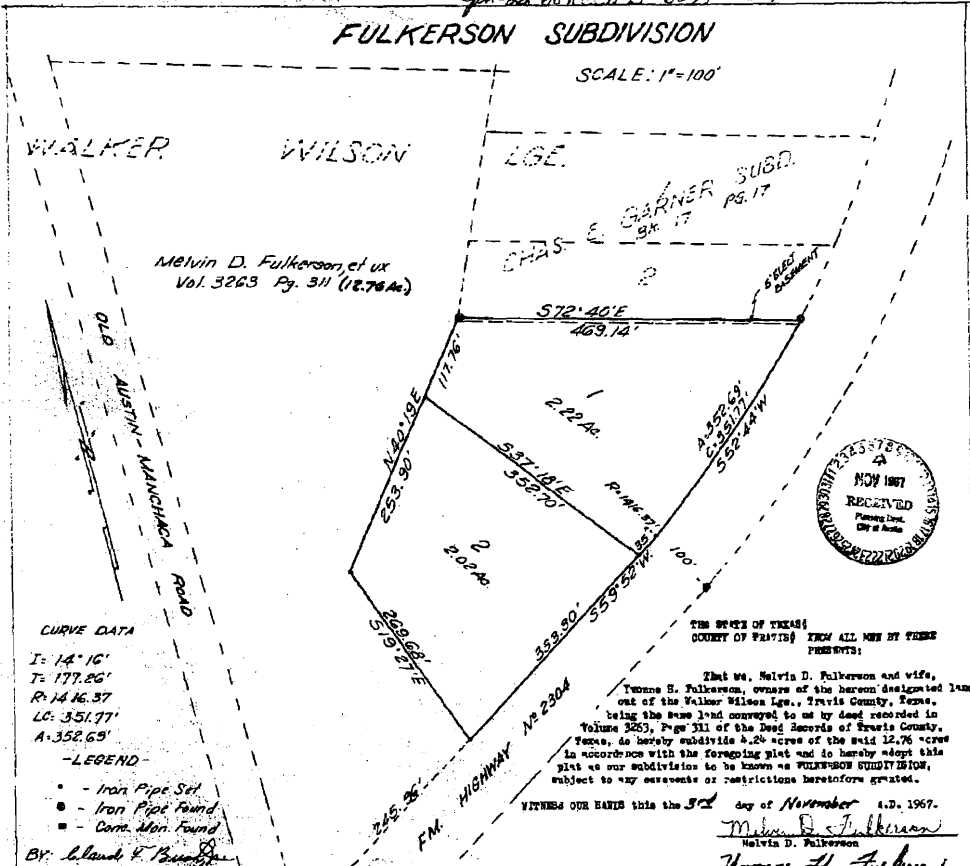 FULKERSON SUBDIVISION
SCALE: 1"=100'
WALKER WILSON LGE.
CHAS. E. GARNER SUBD.
BK. 17 PG. 17
2
Melvin D. Fulkerson, et ux
Vol. 3263 Pg. 311 (12.76 Ac.)
5' ELECT
EASEMENT
S72°40'E
469.14'
117.76'
N40°19'E
253.90'
1
2.22 Ac.
A=352.69'
C=351.77'
S52°44'W
S37°18'E
352.70'
R=1416.37'
35'
100'
S59°52'W
353.90'
2
2.02 Ac.
269.68'
S19°27'E
OLD AUSTIN-MANCHACA ROAD
N
245.96'
F.M. HIGHWAY Nº 2304
NOV 1967
RECEIVED
Planning Dept.
City of Austin
CURVE DATA
I= 14°16'
T= 177.26'
R= 1416.37
LC= 351.77'
A= 352.69'
-LEGEND-
- Iron Pipe Set
- Iron Pipe Found
- Conc. Mon. Found
BY: Claude F. Bush
THE STATE OF TEXAS§
COUNTY OF TRAVIS§ KNOW ALL MEN BY THESE
PRESENTS:
That we, Melvin D. Fulkerson and wife,
Yvonne H. Fulkerson, owners of the hereon designated land
out of the Walker Wilson Lge., Travis County, Texas,
being the same land conveyed to us by deed recorded in
Volume 3263, Page 311 of the Deed Records of Travis County,
Texas, do hereby subdivide 4.24 acres of the said 12.76 acres
in accordance with the foregoing plat and do hereby adopt this
plat as our subdivision to be known as FULKERSON SUBDIVISION,
subject to any easements or restrictions heretofore granted.
WITNESS OUR HANDS this the 3rd day of November A.D. 1967.
Melvin D. Fulkerson
Melvin D. Fulkerson